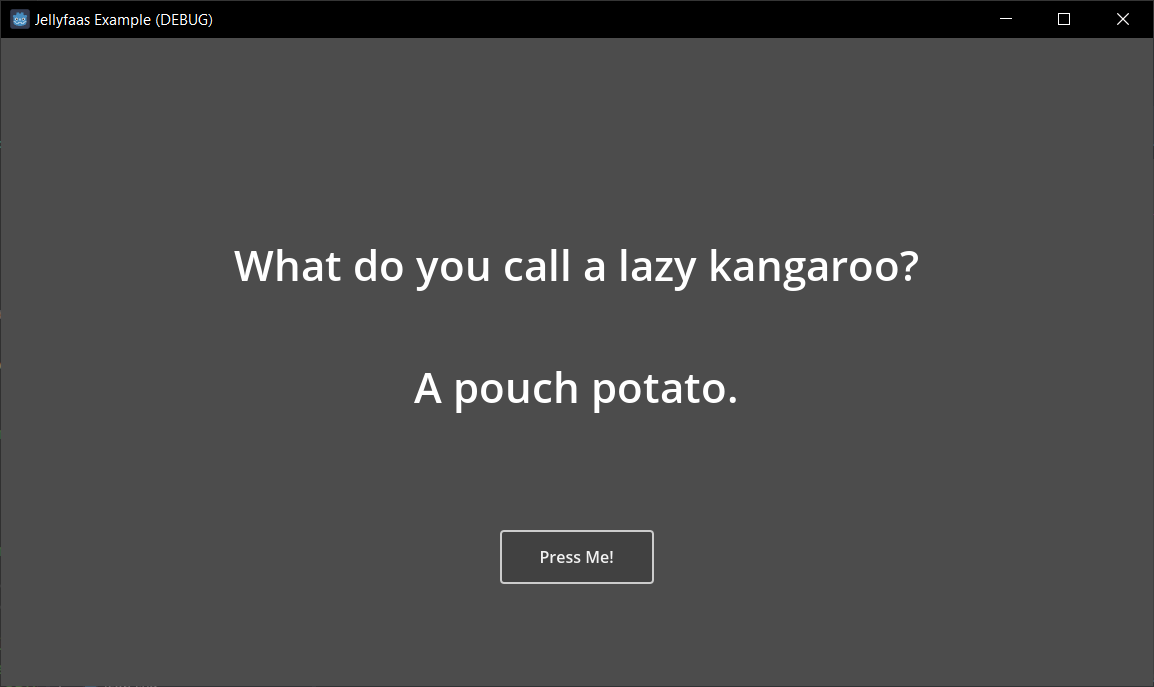 Jellyfaas Example (DEBUG)
What do you call a lazy kangaroo?
A pouch potato.
Press Me!